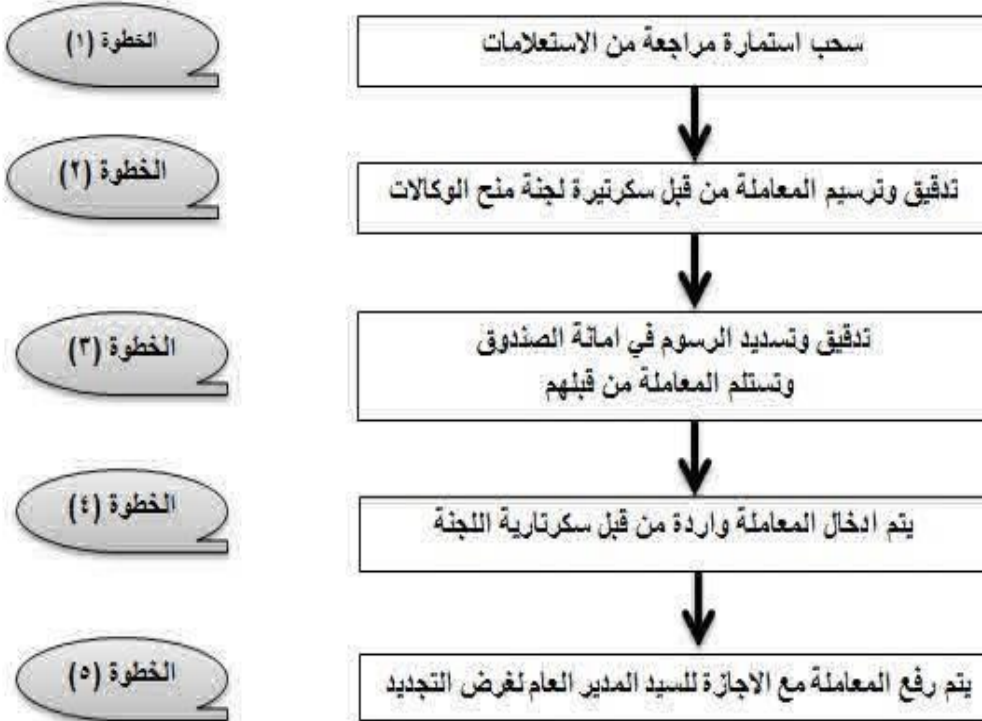 الخطوة (١)
سحب استمارة مراجعة من الاستعلامات
الخطوة (٢)
تدقيق وترسيم المعاملة من قبل سكرتيرة لجنة منح الوكالات
الخطوة (٣)
تدقيق وتسديد الرسوم في امانة الصندوق
وتستلم المعاملة من قبلهم
الخطوة (٤)
يتم ادخال المعاملة واردة من قبل سكرتارية اللجنة
الخطوة (٥)
يتم رفع المعاملة مع الاجازة للسيد المدير العام لغرض التجديد